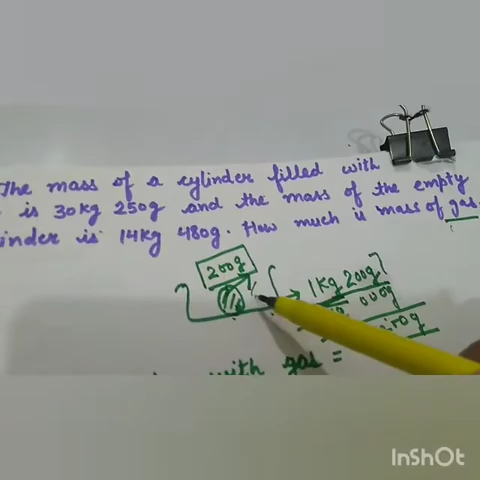 The mass of a cylinder filled with
is 30kg 250g and the mass of the empty
inder is 14kg 480g. How much is mass of gas
200g
1kg 200g
000g
with gas =
InShOt